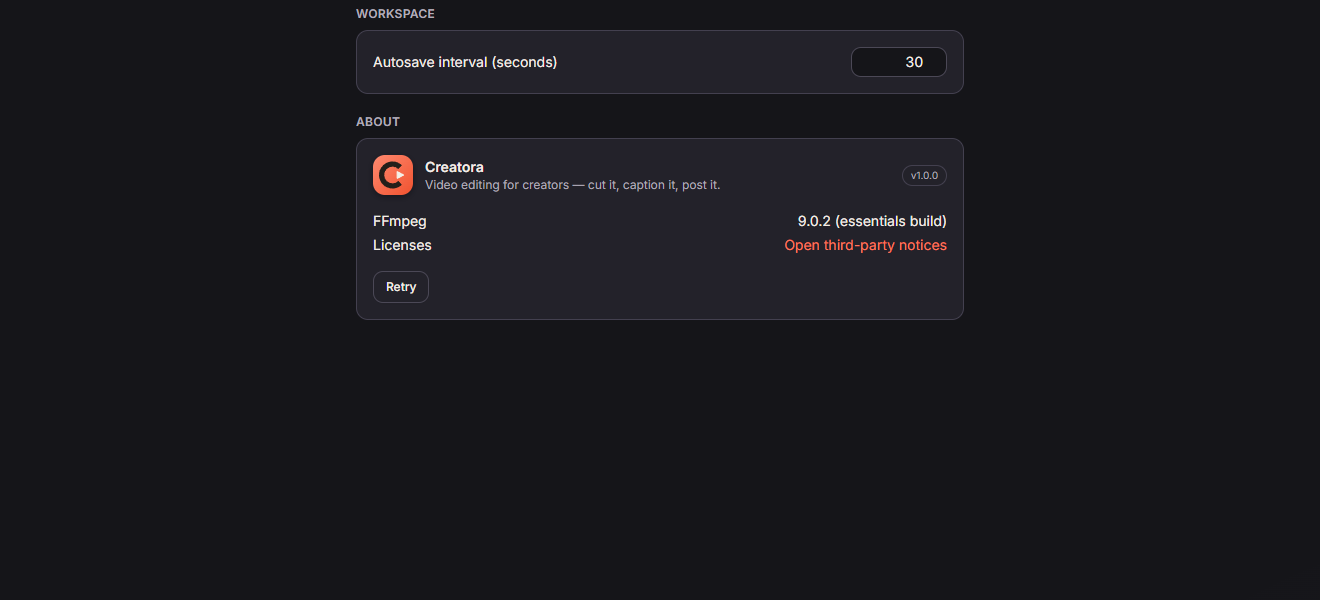 WORKSPACE
Autosave interval (seconds) 30
ABOUT
Creatora
Video editing for creators — cut it, caption it, post it.
v1.0.0
FFmpeg 9.0.2 (essentials build)
Licenses Open third-party notices
Retry